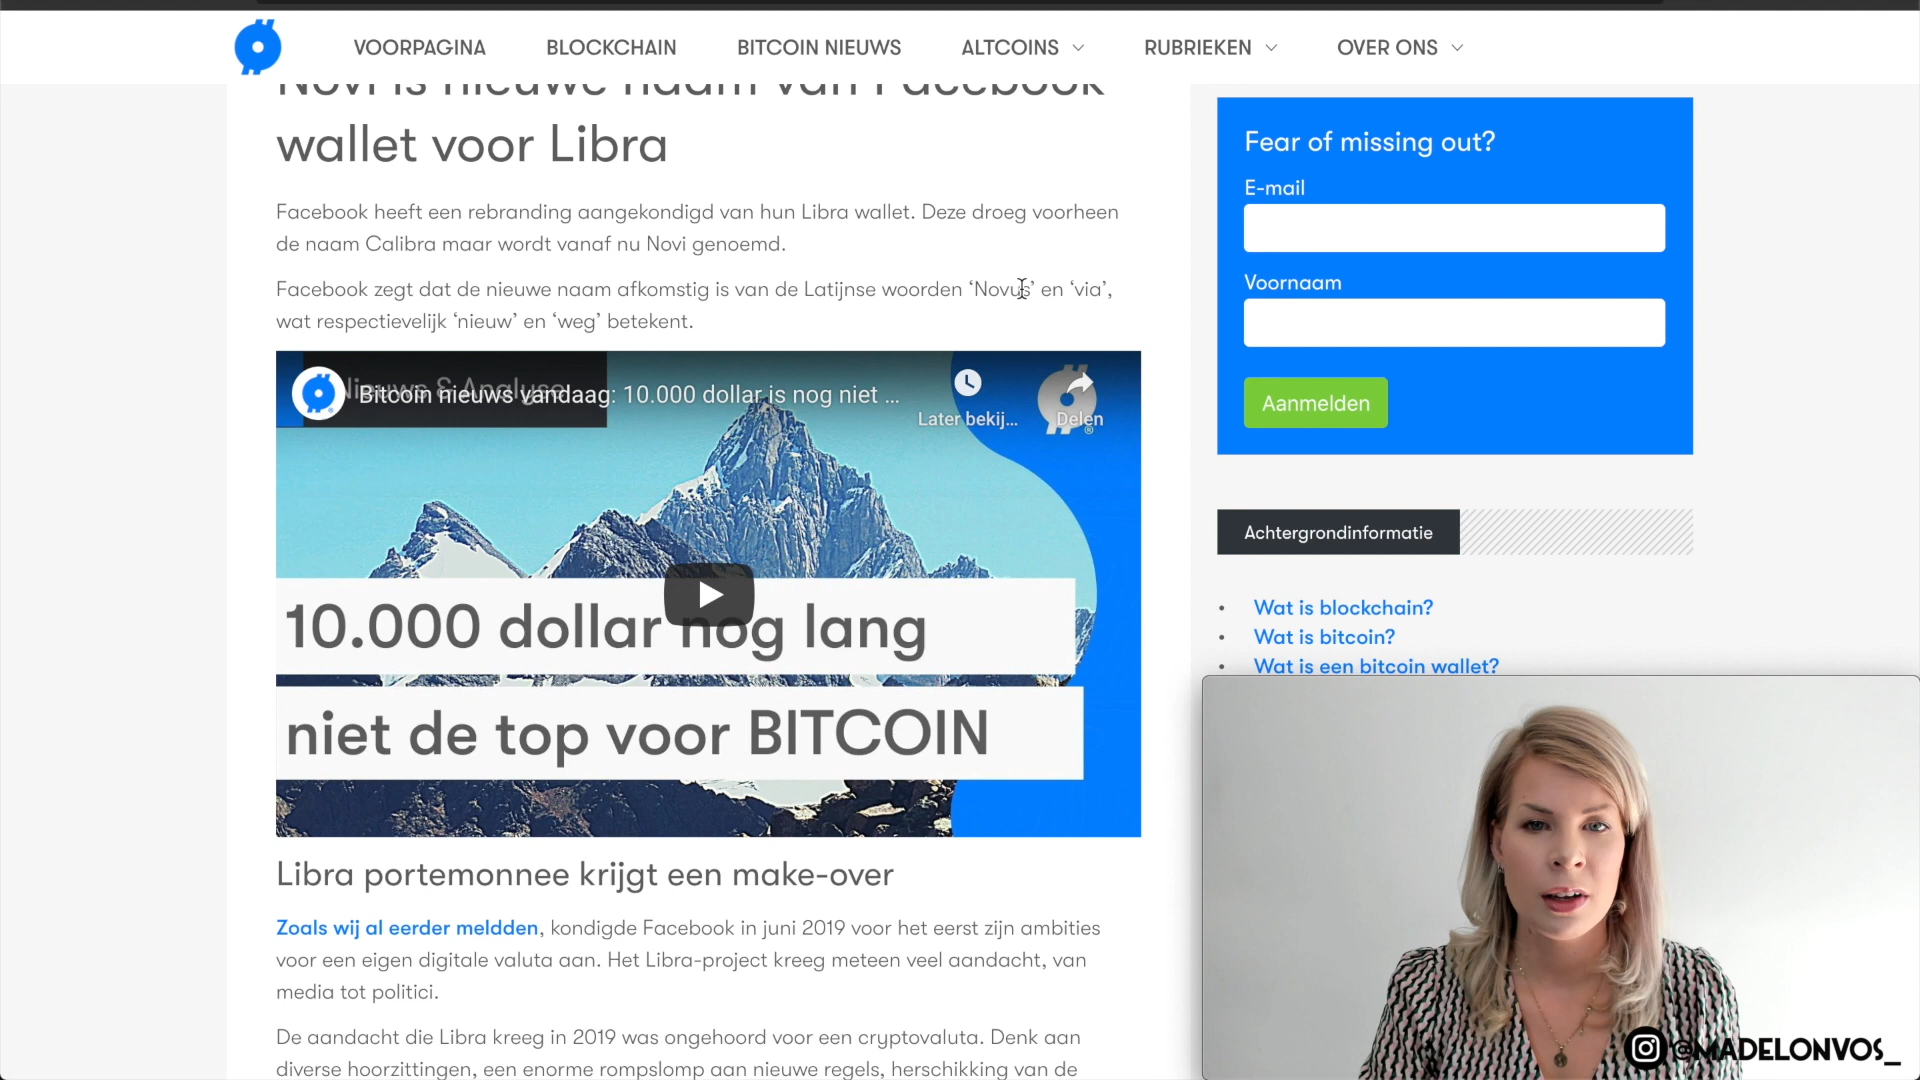 VOORPAGINA BLOCKCHAIN BITCOIN NIEUWS ALTCOINS RUBRIEKEN OVER ONS
Novi is nieuwe naam van Facebook
wallet voor Libra
Facebook heeft een rebranding aangekondigd van hun Libra wallet. Deze droeg voorheen
de naam Calibra maar wordt vanaf nu Novi genoemd.
Facebook zegt dat de nieuwe naam afkomstig is van de Latijnse woorden ‘Novus’ en ‘via’,
wat respectievelijk ‘nieuw’ en ‘weg’ betekent.
Nieuws & Analyse
Bitcoin nieuws vandaag: 10.000 dollar is nog niet ...
Later bekij...
Delen
10.000 dollar nog lang
niet de top voor BITCOIN
Libra portemonnee krijgt een make-over
Zoals wij al eerder meldden, kondigde Facebook in juni 2019 voor het eerst zijn ambities
voor een eigen digitale valuta aan. Het Libra-project kreeg meteen veel aandacht, van
media tot politici.
De aandacht die Libra kreeg in 2019 was ongehoord voor een cryptovaluta. Denk aan
diverse hoorzittingen, een enorme rompslomp aan nieuwe regels, herschikking van de
Fear of missing out?
E-mail
Voornaam
Aanmelden
Achtergrondinformatie
• Wat is blockchain?
• Wat is bitcoin?
• Wat is een bitcoin wallet?
@MADELONVOS_